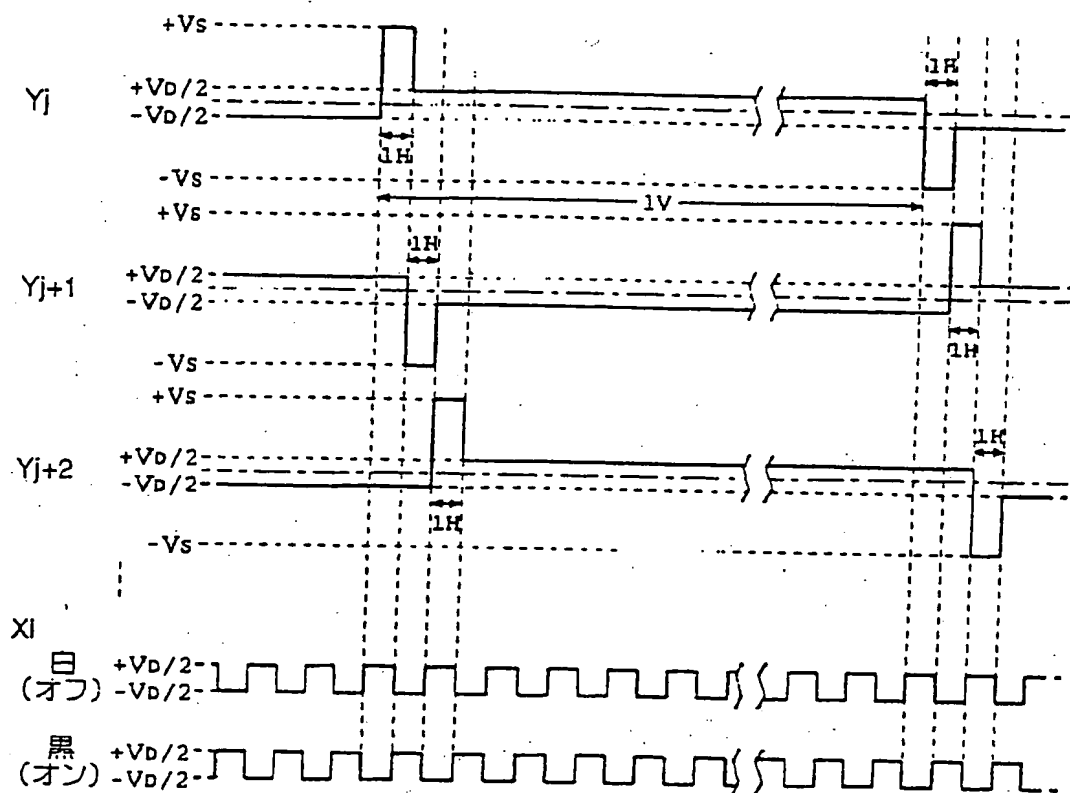 +Vs
1H
Yj
+VD/2
-VD/2
1H
-Vs
1V
+Vs
1H
Yj+1
+VD/2
-VD/2
1H
-Vs
+Vs
1H
Yj+2
+VD/2
-VD/2
1H
-Vs
Xi
白
(オフ)
+VD/2
-VD/2
黒
(オン)
+VD/2
-VD/2